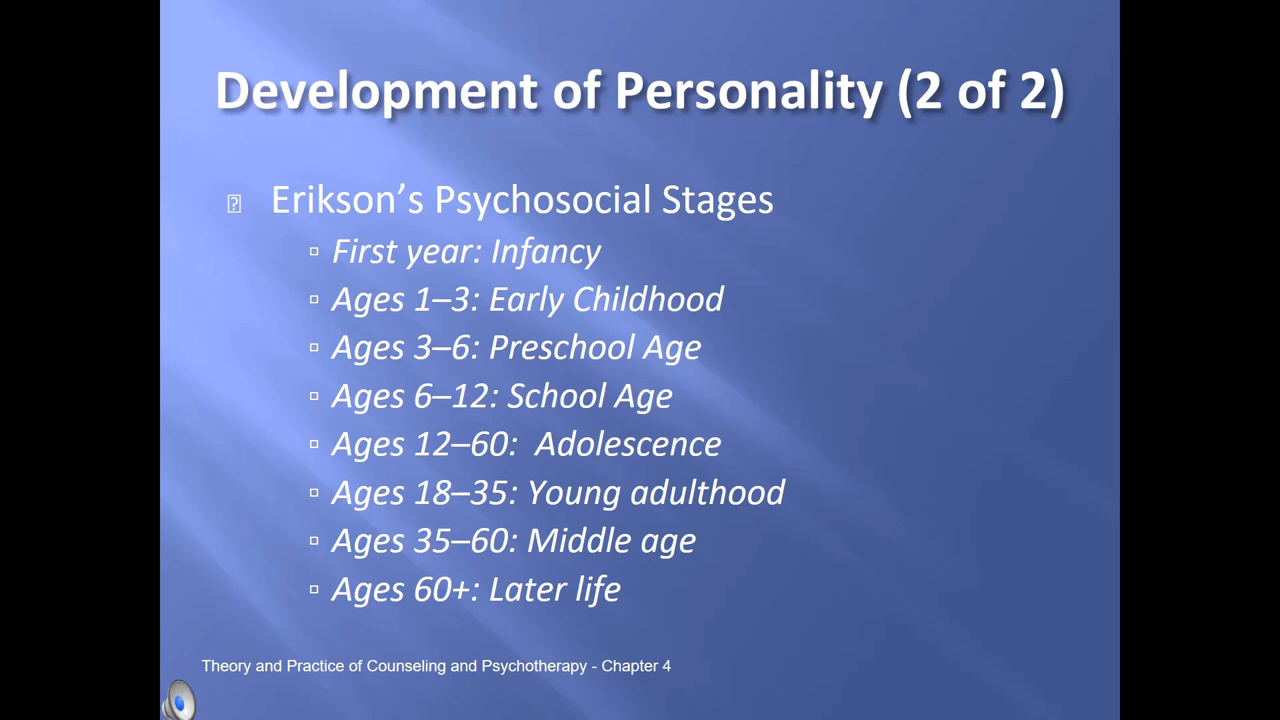 Development of Personality (2 of 2)
Erikson’s Psychosocial Stages
First year: Infancy
Ages 1–3: Early Childhood
Ages 3–6: Preschool Age
Ages 6–12: School Age
Ages 12–60:  Adolescence
Ages 18–35: Young adulthood
Ages 35–60: Middle age
Ages 60+: Later life
Theory and Practice of Counseling and Psychotherapy - Chapter 4